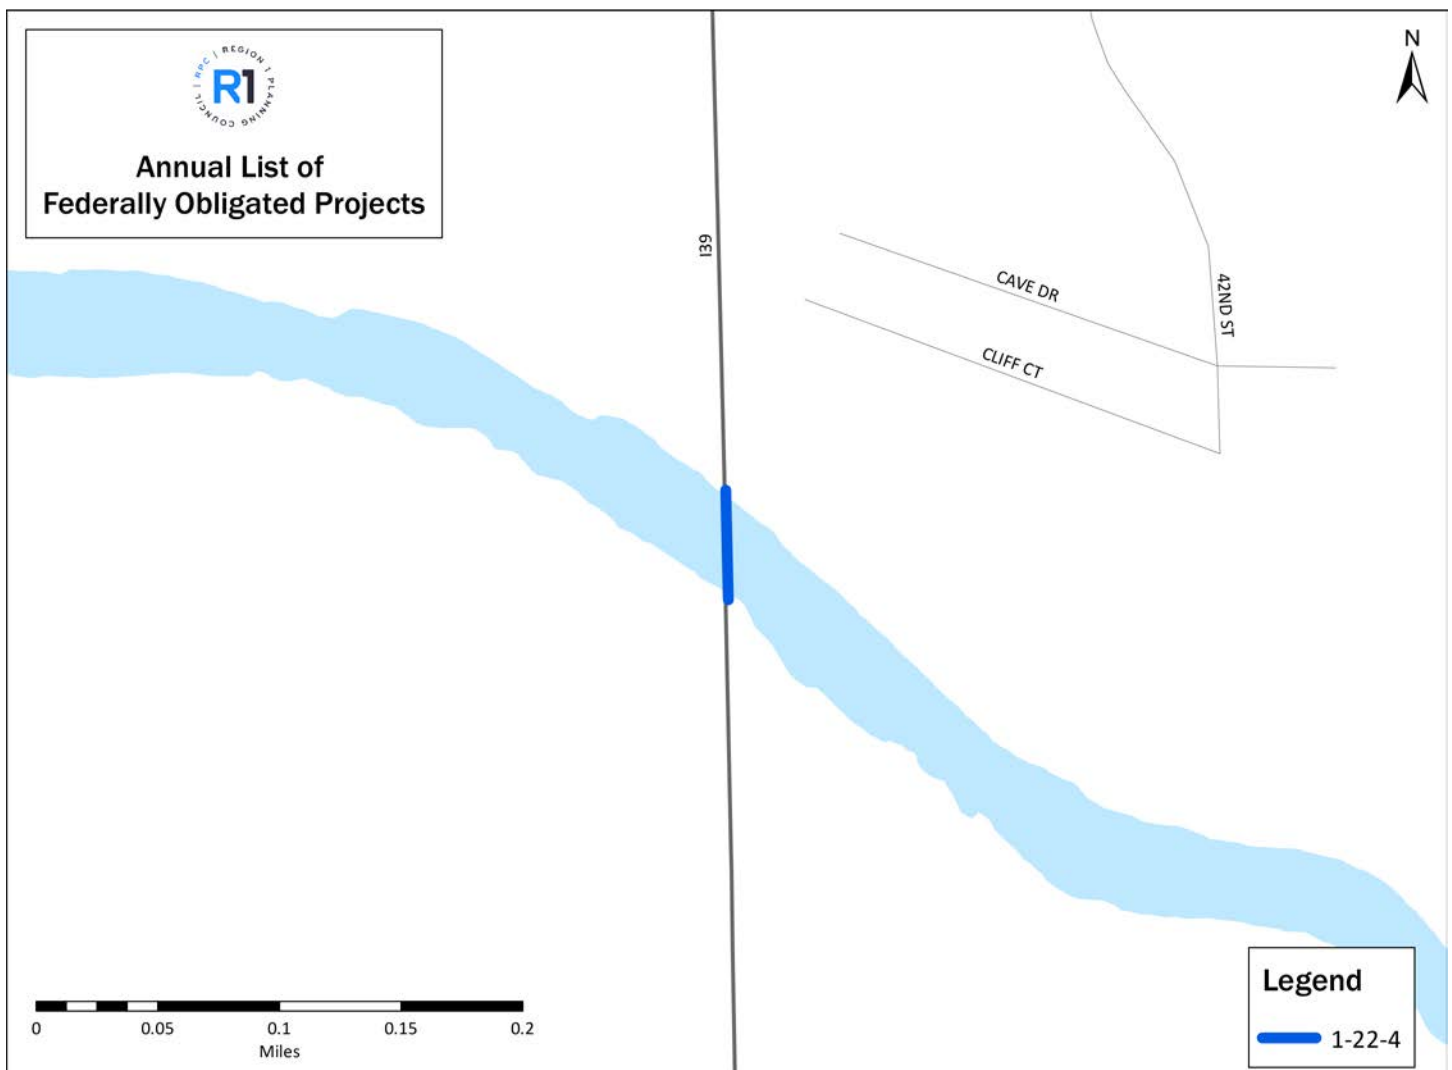 RPC | REGION 1 PLANNING COUNCIL |
R1
Annual List of
Federally Obligated Projects
N
I39
CAVE DR
42ND ST
CLIFF CT
0 0.05 0.1 0.15 0.2
Miles
Legend
1-22-4